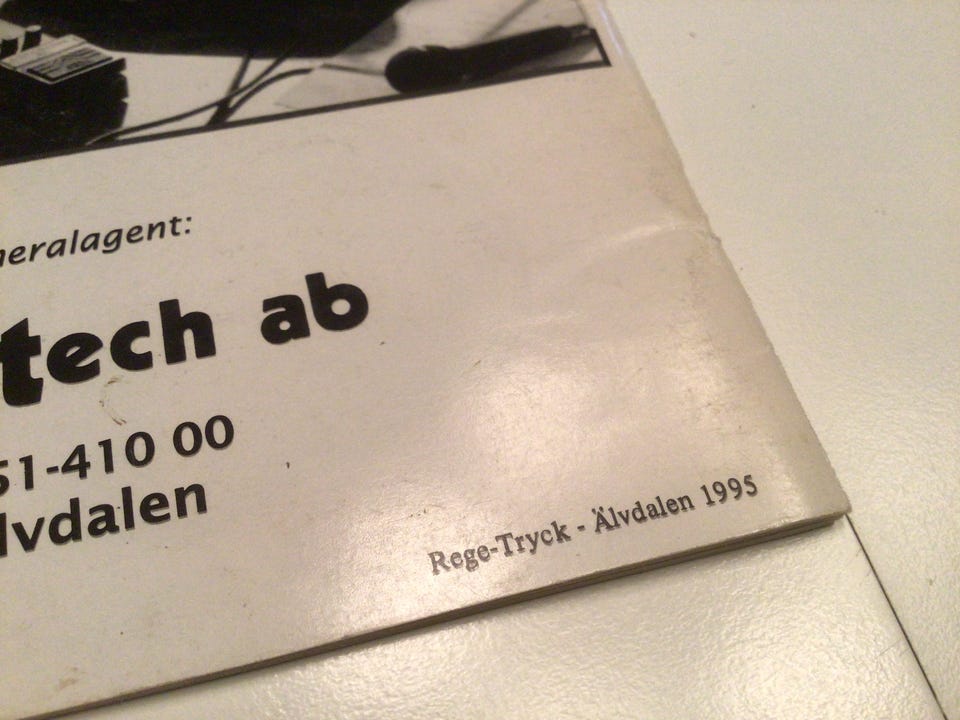 neralagent:
tech ab
51-410 00
lvdalen
Rege-Tryck - Älvdalen 1995